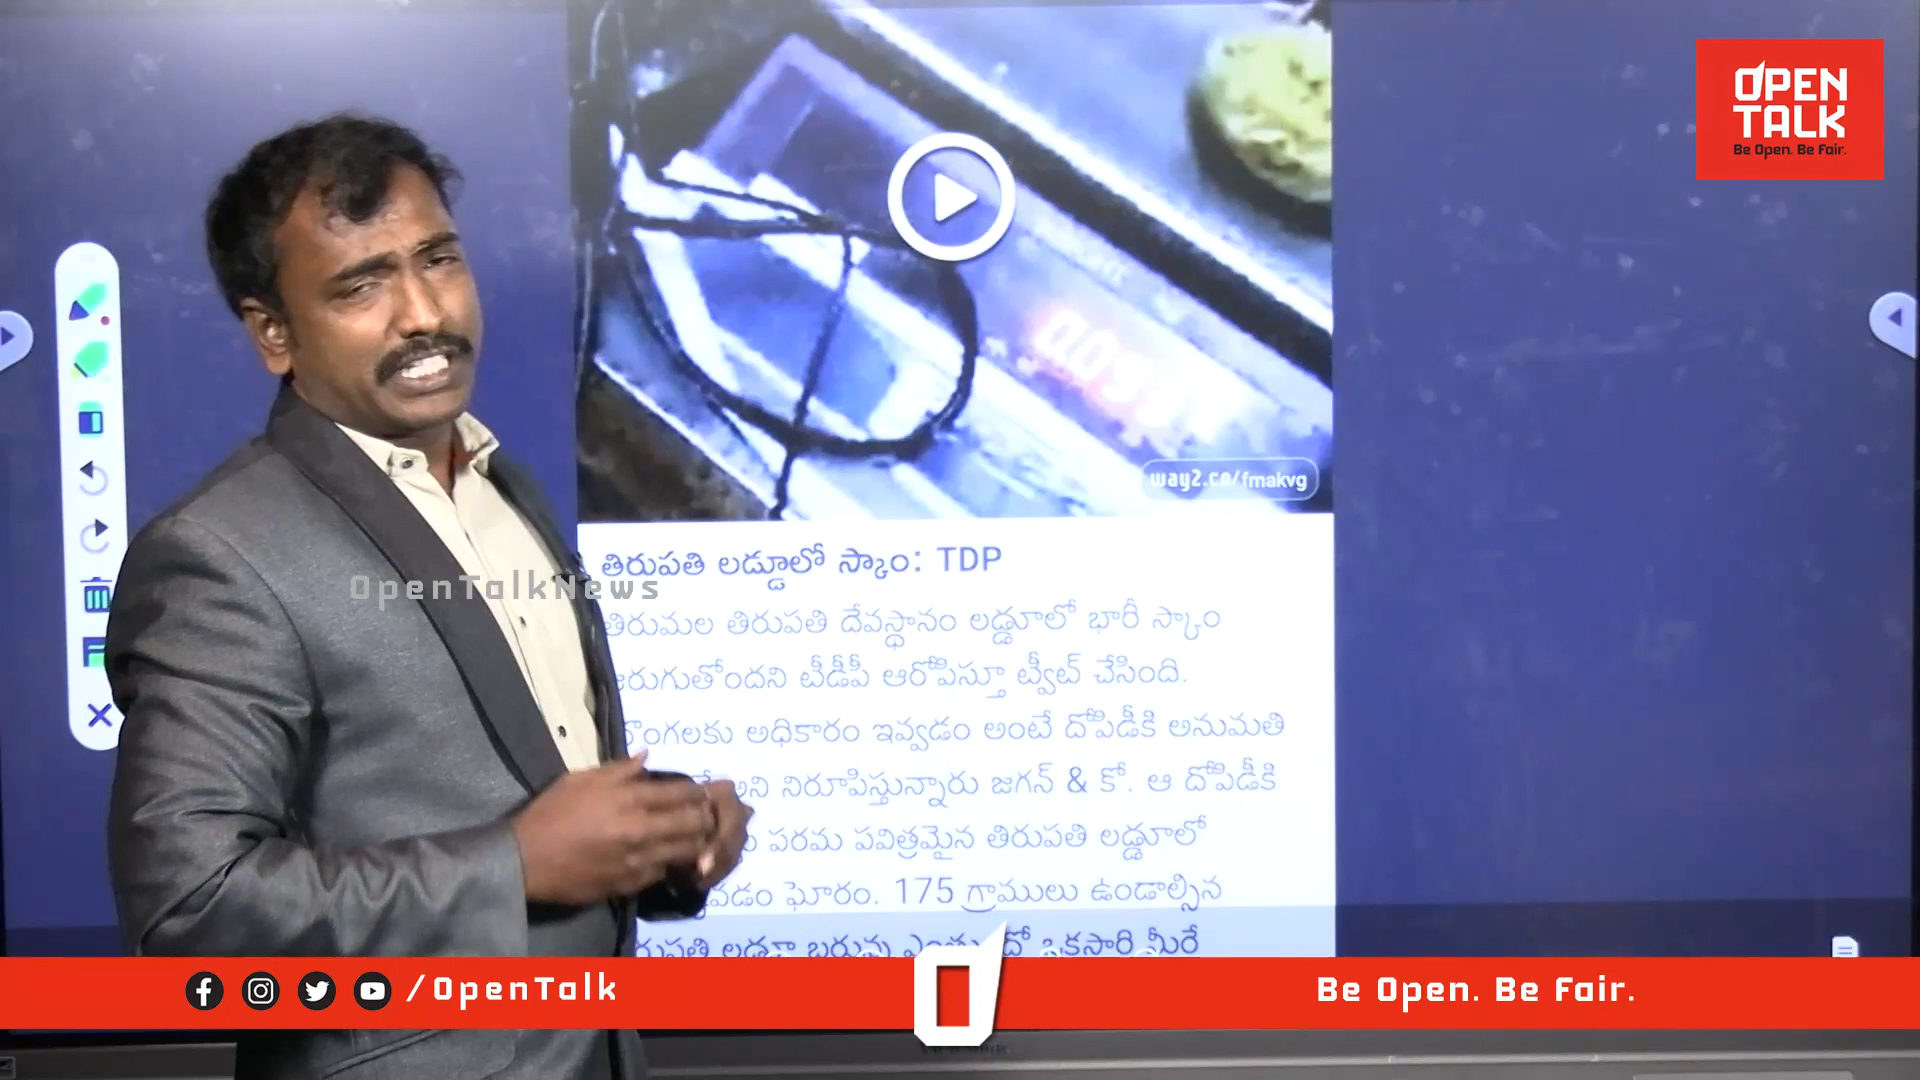 OPEN
TALK
Be Open. Be Fair.
way2.co/fmakvg
తిరుపతి లడ్డూలో స్కాం: TDP
OpenTalkNews
తిరుమల తిరుపతి దేవస్థానం లడ్డూలో భారీ స్కాం
జరుగుతోందని టీడీపీ ఆరోపిస్తూ ట్వీట్ చేసింది.
దొంగలకు అధికారం ఇవ్వడం అంటే దోపిడీకి అనుమతి
అని నిరూపిస్తున్నారు జగన్ & కో. ఆ దోపిడీకి
పరమ పవిత్రమైన తిరుపతి లడ్డూలో
ఘోరం. 175 గ్రాములు ఉండాల్సిన
లడ్డూ బరువు ఒకసారి మీరే
/OpenTalk
Be Open. Be Fair.